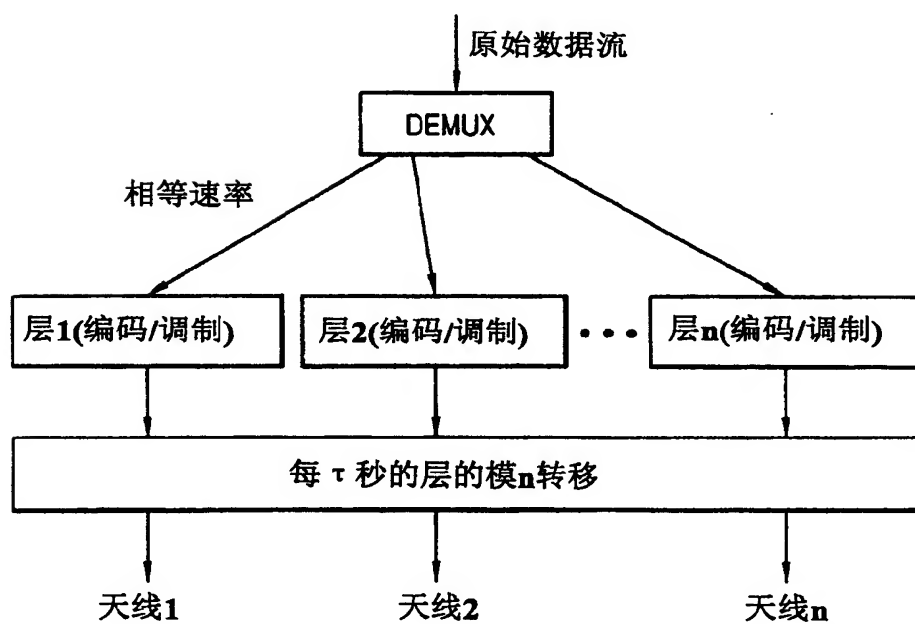 原始数据流
DEMUX
相等速率
层1(编码/调制)
层2(编码/调制)
•••
层n(编码/调制)
每τ秒的层的模n转移
天线1
天线2
天线n